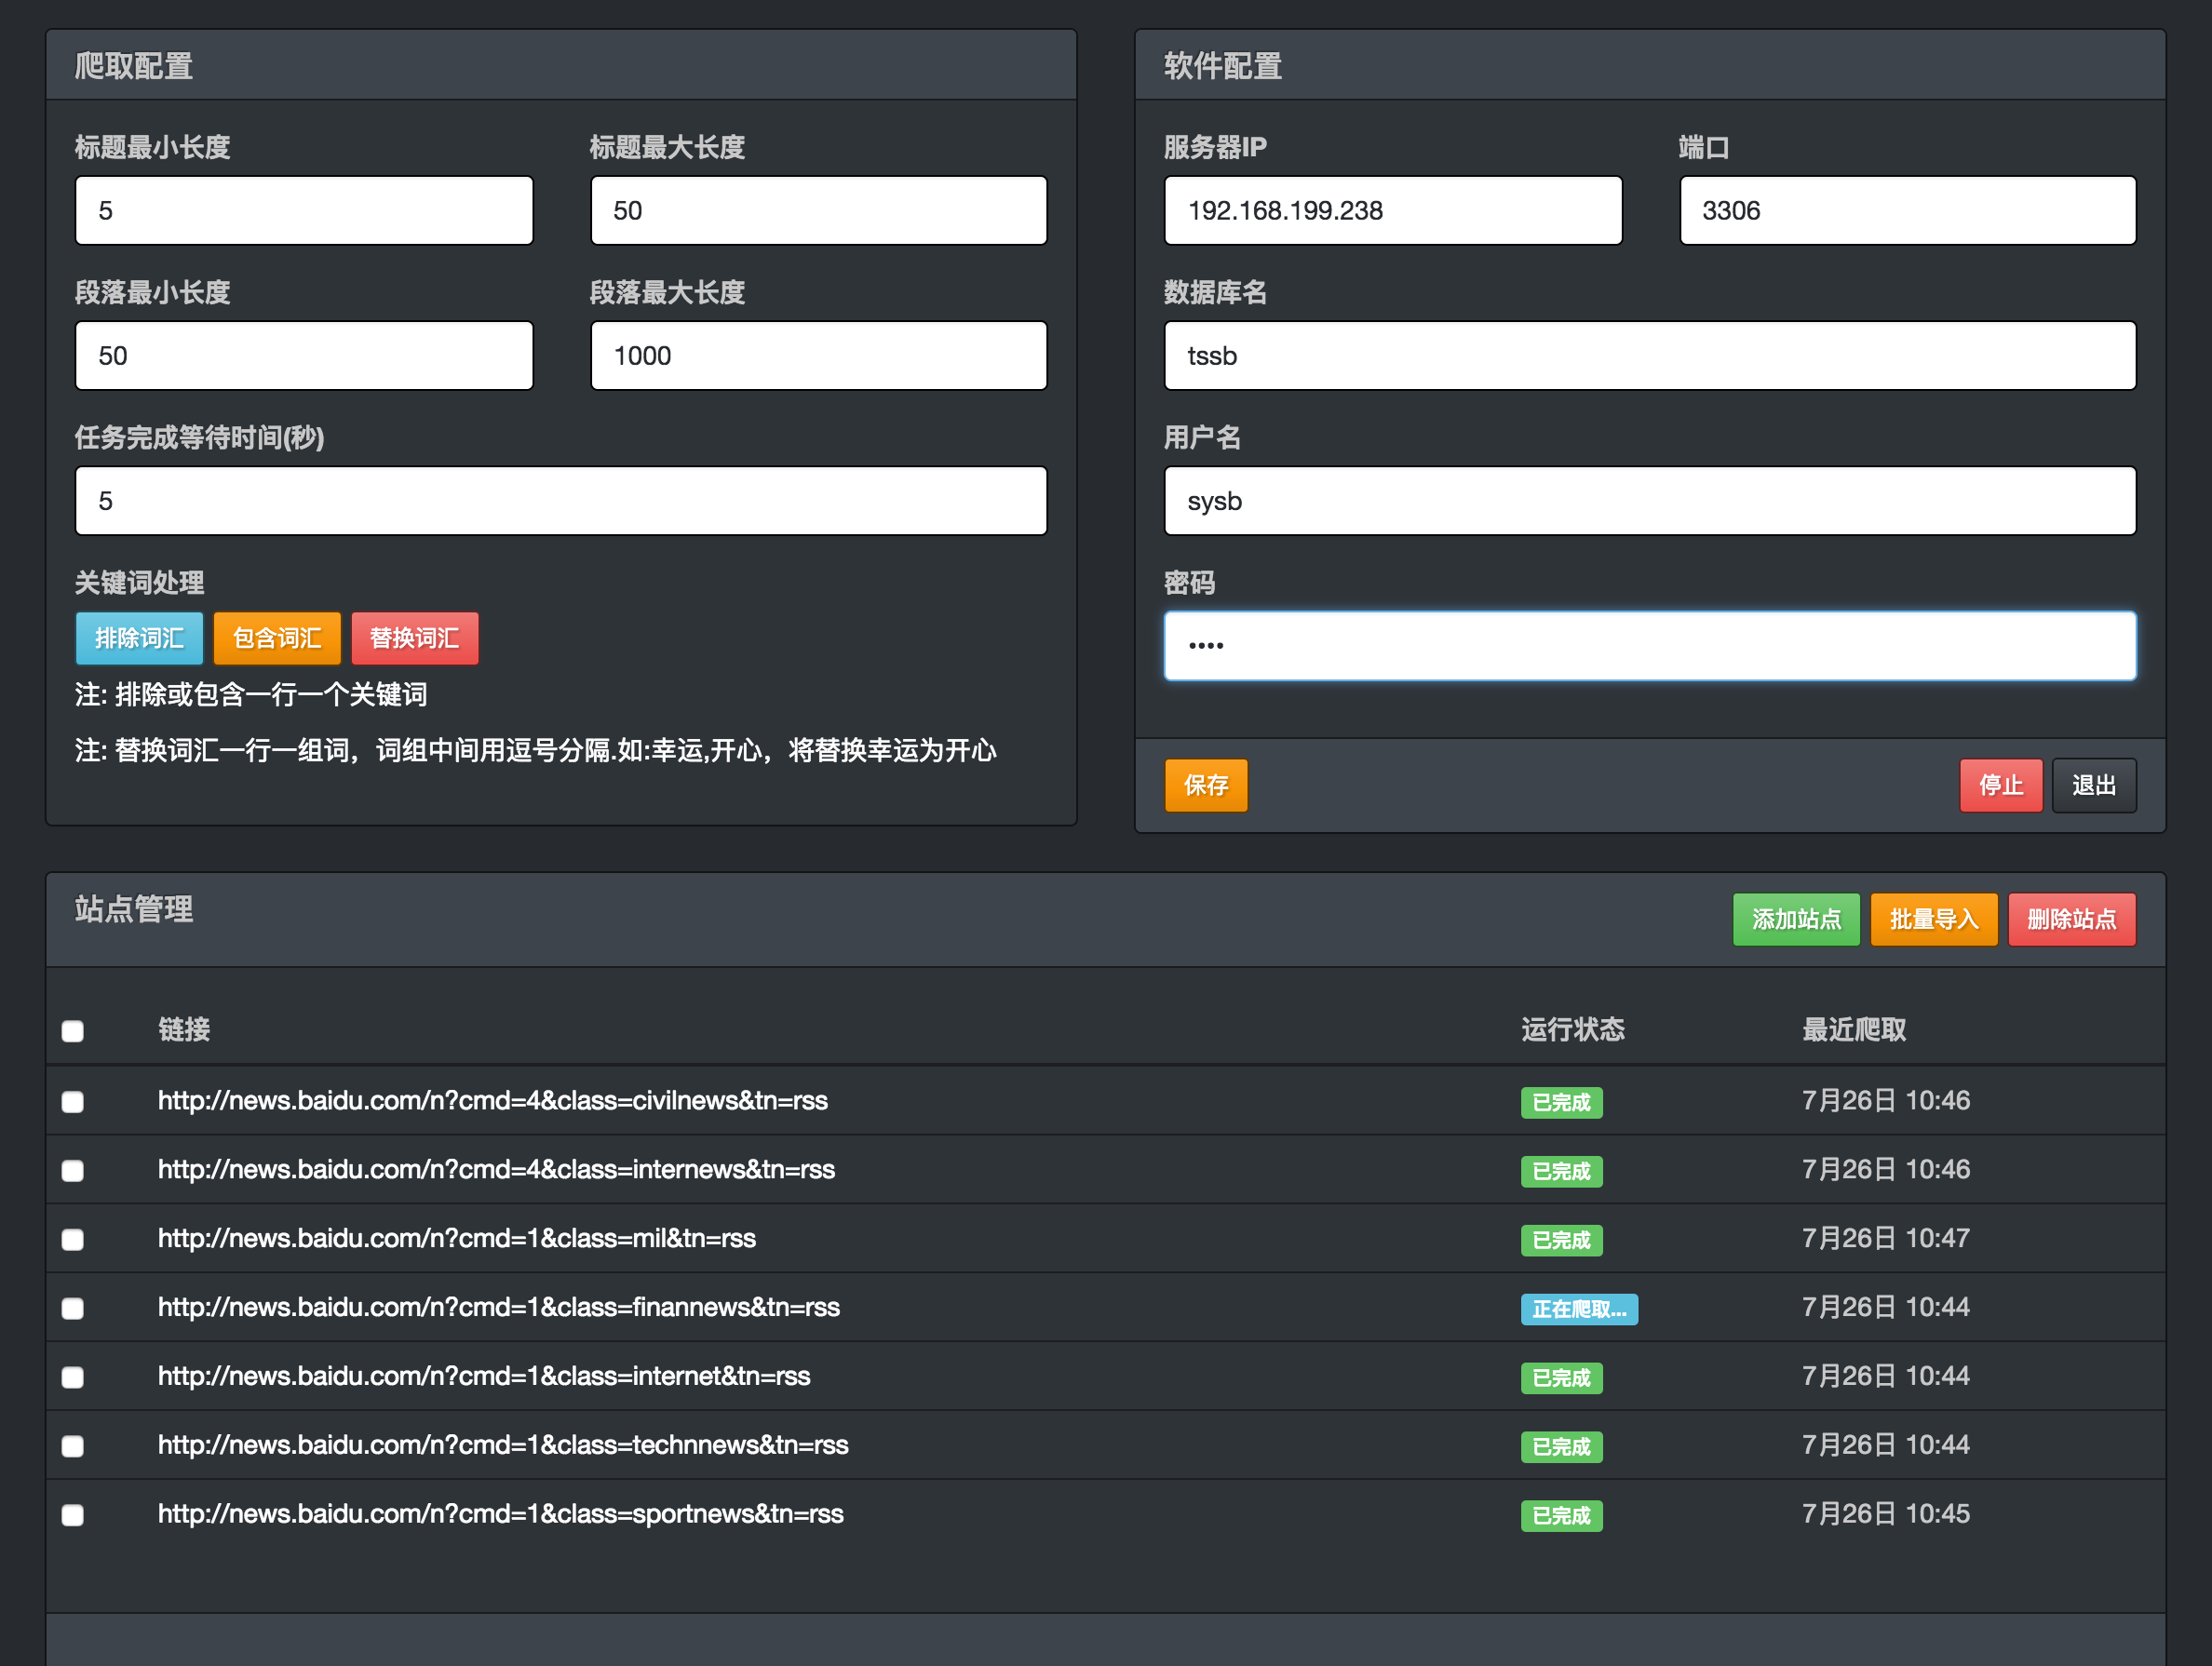 爬取配置
标题最小长度 标题最大长度
5 50
段落最小长度 段落最大长度
50 1000
任务完成等待时间(秒)
5
关键词处理
排除词汇 包含词汇 替换词汇
注: 排除或包含一行一个关键词
注: 替换词汇一行一组词，词组中间用逗号分隔.如:幸运,开心，将替换幸运为开心
软件配置
服务器IP 端口
192.168.199.238 3306
数据库名
tssb
用户名
sysb
密码
••••
保存 停止 退出
站点管理 添加站点 批量导入 删除站点
链接 运行状态 最近爬取
http://news.baidu.com/n?cmd=4&class=civilnews&tn=rss 已完成 7月26日 10:46
http://news.baidu.com/n?cmd=4&class=internews&tn=rss 已完成 7月26日 10:46
http://news.baidu.com/n?cmd=1&class=mil&tn=rss 已完成 7月26日 10:47
http://news.baidu.com/n?cmd=1&class=finannews&tn=rss 正在爬取... 7月26日 10:44
http://news.baidu.com/n?cmd=1&class=internet&tn=rss 已完成 7月26日 10:44
http://news.baidu.com/n?cmd=1&class=technnews&tn=rss 已完成 7月26日 10:44
http://news.baidu.com/n?cmd=1&class=sportnews&tn=rss 已完成 7月26日 10:45